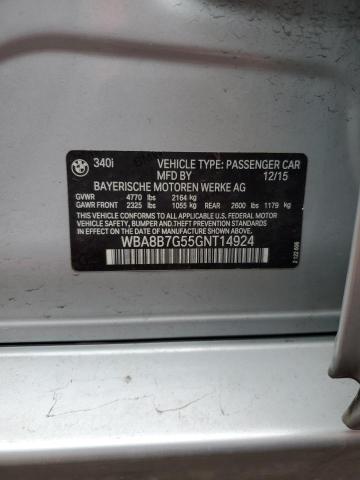 BMW 340i VEHICLE TYPE: PASSENGER CAR
MFD BY 12/15
BAYERISCHE MOTOREN WERKE AG
GVWR 4770 lbs 2164 kg
GAWR FRONT 2325 lbs 1055 kg REAR 2600 lbs 1179 kg
THIS VEHICLE CONFORMS TO ALL APPLICABLE U.S. FEDERAL MOTOR
VEHICLE SAFETY, BUMPER, AND THEFT PREVENTION STANDARDS
IN EFFECT ON THE DATE OF MANUFACTURE SHOWN ABOVE.
WBA8B7G55GNT14924